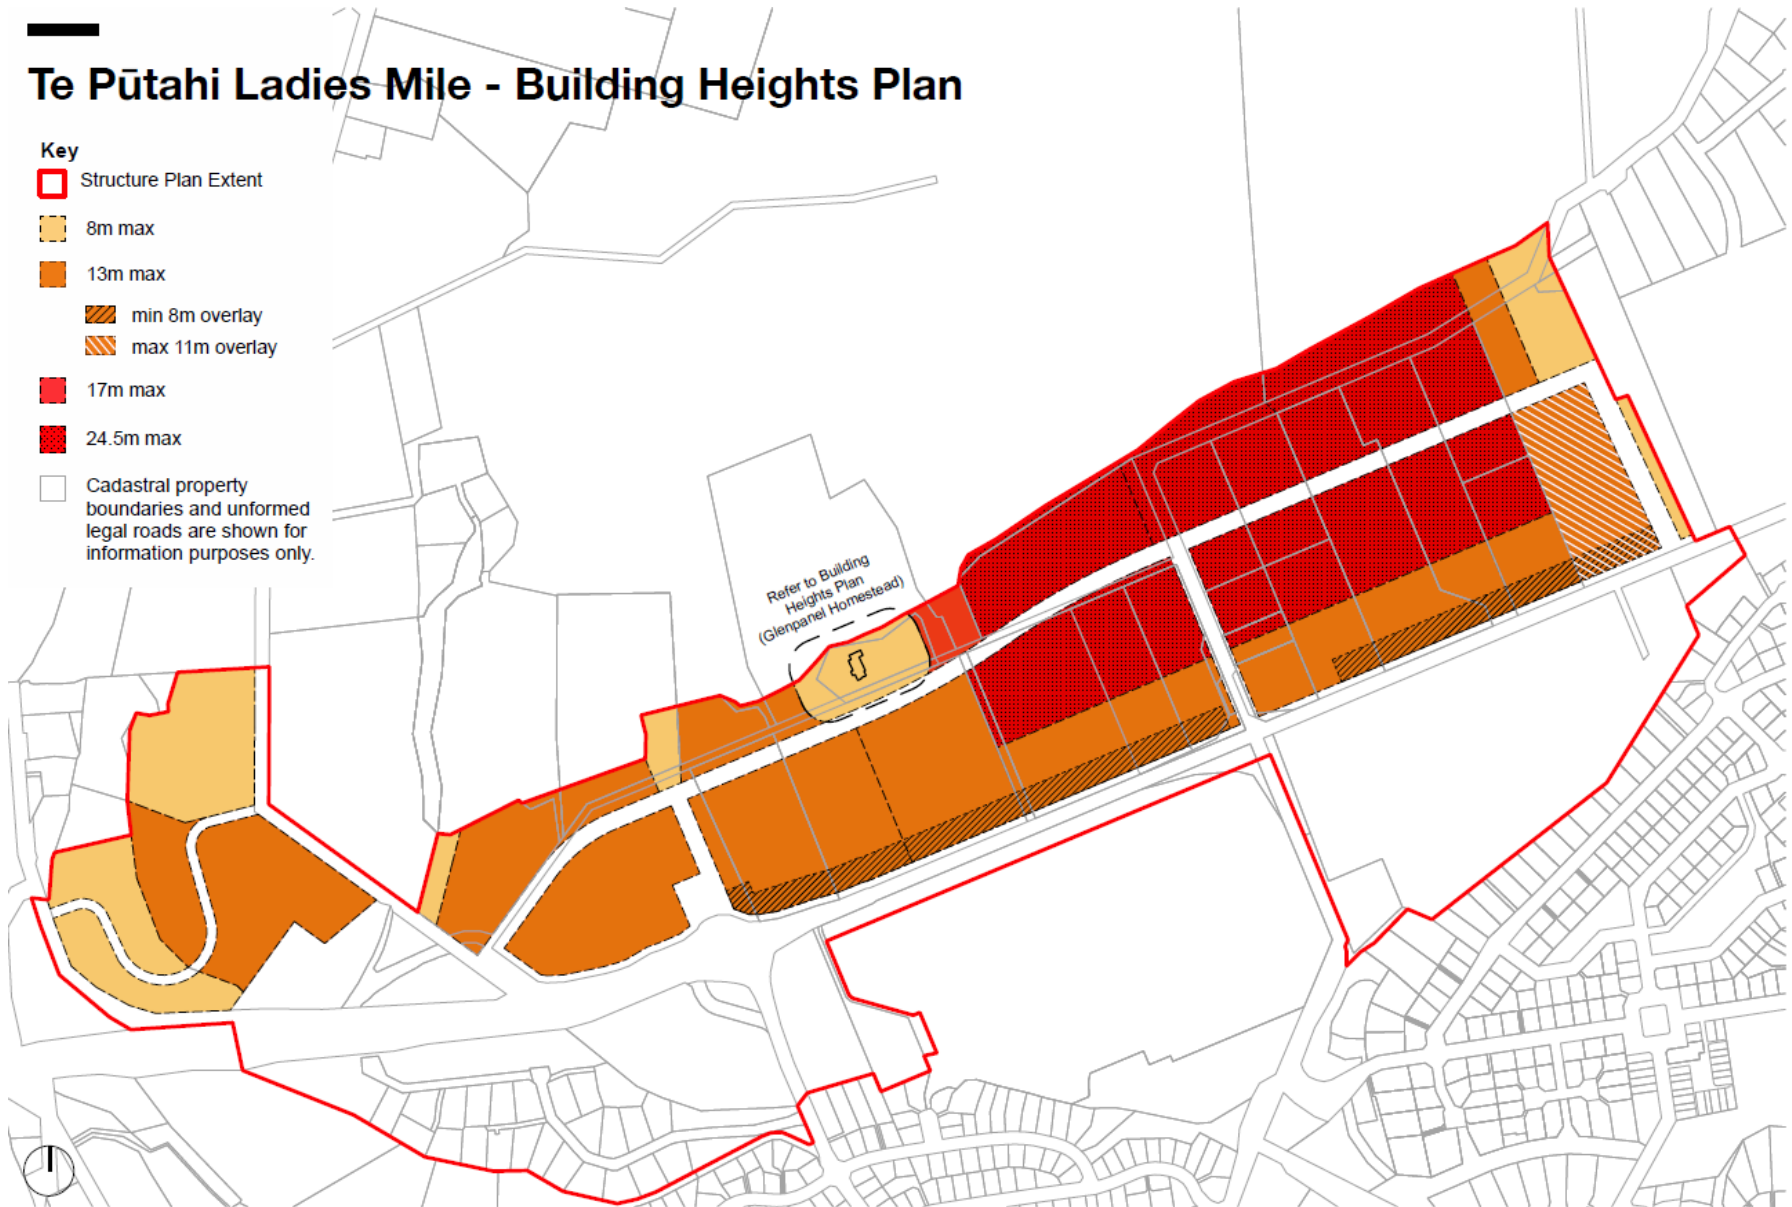 Te Pūtahi Ladies Mile - Building Heights Plan
Key
Structure Plan Extent
8m max
13m max
min 8m overlay
max 11m overlay
17m max
24.5m max
Cadastral property
boundaries and unformed
legal roads are shown for
information purposes only.
Refer to Building
Heights Plan
(Glenpanel Homestead)